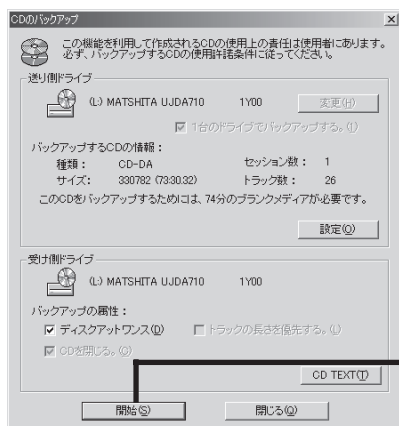 CDのバックアップ
この機能を利用して作成されるCDの使用上の責任は使用者にあります。
必ず、バックアップするCDの使用許諾条件に従ってください。
送り側ドライブ
(L:) MATSHITA UJDA710 1Y00 変更(H)
1台のドライブでバックアップする。(I)
バックアップするCDの情報：
種類： CD-DA セッション数： 1
サイズ： 330782 (73:30.32) トラック数： 26
このCDをバックアップするためには、74分のブランクメディアが必要です。
設定(O)
受け側ドライブ
(L:) MATSHITA UJDA710 1Y00
バックアップの属性：
ディスクアットワンス(D) トラックの長さを優先する。(L)
CDを閉じる。(O)
CD TEXT(T)
開始(S) 閉じる(C)